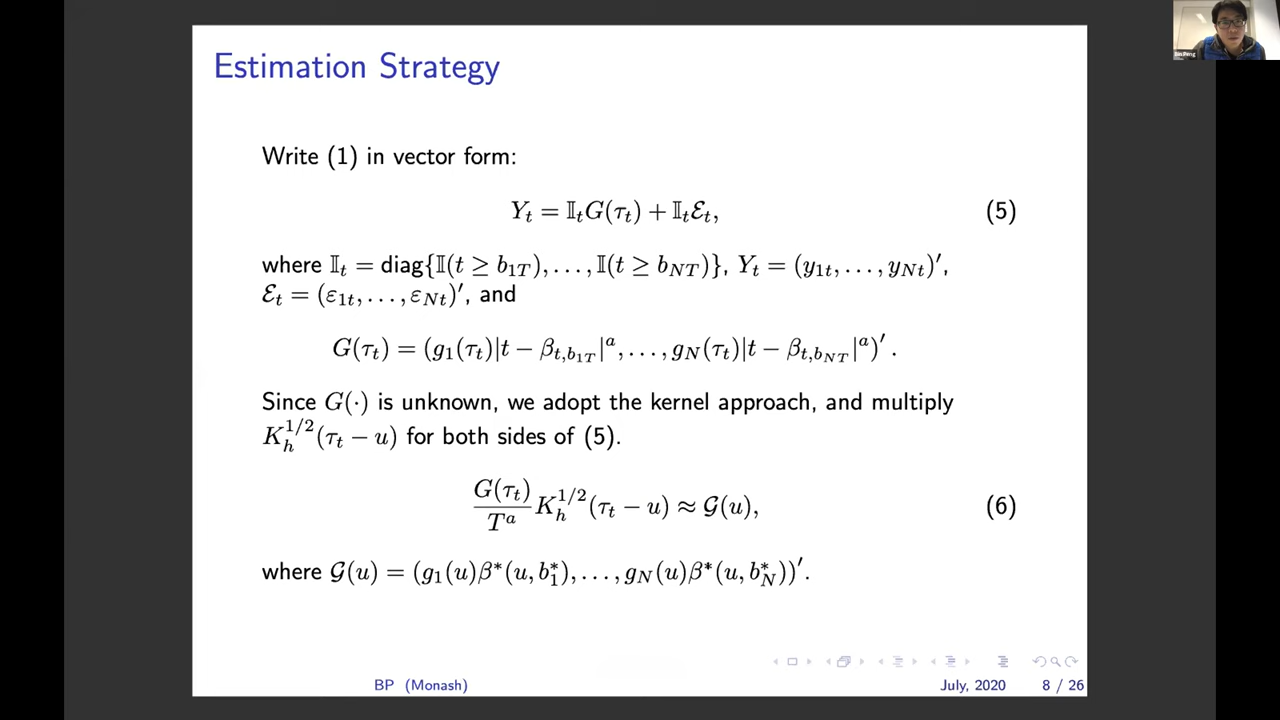 Estimation Strategy
Write (1) in vector form:
Y_t = 𝕀_t G(τ_t) + 𝕀_t ℰ_t, (5)
where 𝕀_t = diag{𝕀(t ≥ b_{1T}), . . . , 𝕀(t ≥ b_{NT})}, Y_t = (y_{1t}, . . . , y_{Nt})′,
ℰ_t = (ε_{1t}, . . . , ε_{Nt})′, and
G(τ_t) = (g_1(τ_t)|t − β_{t,b_{1T}}|^a, . . . , g_N(τ_t)|t − β_{t,b_{NT}}|^a)′ .
Since G(·) is unknown, we adopt the kernel approach, and multiply
K_h^{1/2}(τ_t − u) for both sides of (5).
G(τ_t)/T^a K_h^{1/2}(τ_t − u) ≈ 𝒢(u), (6)
where 𝒢(u) = (g_1(u)β*(u, b_1*), . . . , g_N(u)β*(u, b_N*))′.
BP (Monash) July, 2020 8 / 26